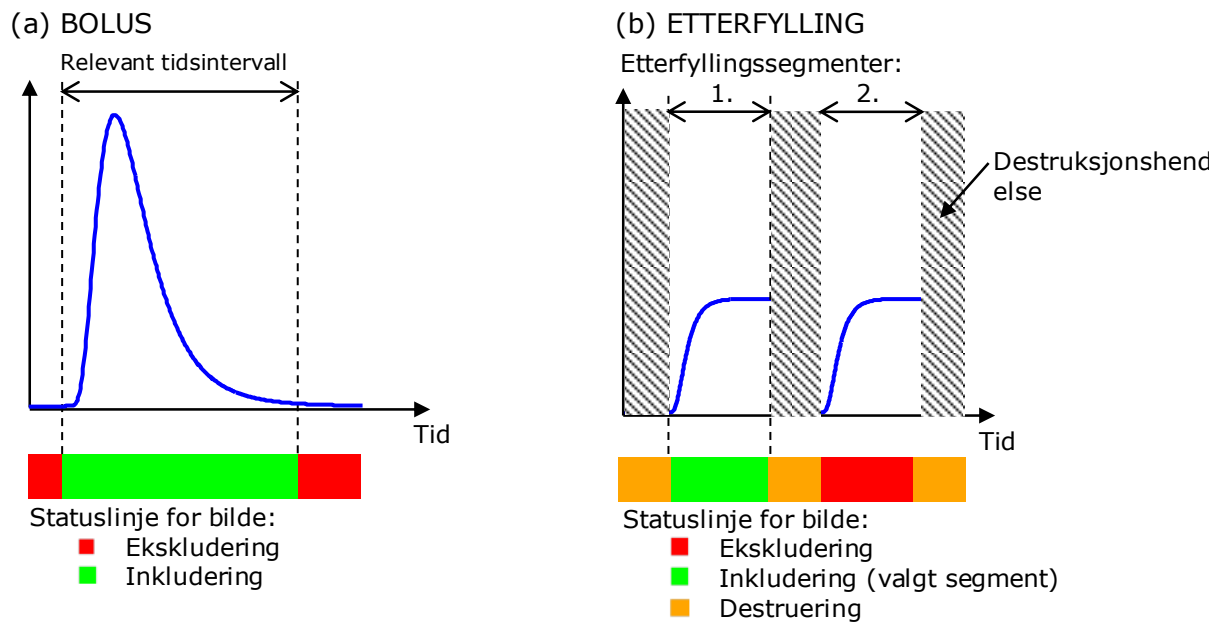 (a) BOLUS
Relevant tidsintervall
Tid
Statuslinje for bilde:
Ekskludering
Inkludering
(b) ETTERFYLLING
Etterfyllingssegmenter:
1.
2.
Destruksjonshend
else
Tid
Statuslinje for bilde:
Ekskludering
Inkludering (valgt segment)
Destruering